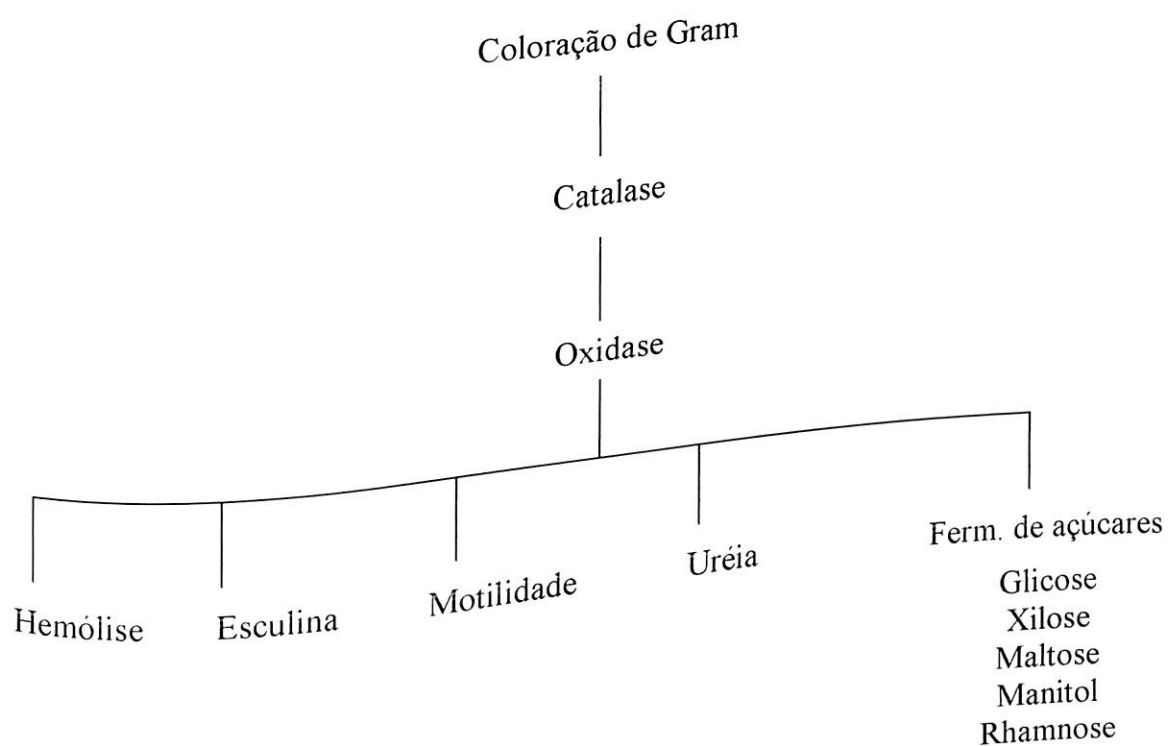 Coloração de Gram
Catalase
Oxidase
Hemólise
Esculina
Motilidade
Uréia
Ferm. de açúcares
Glicose
Xilose
Maltose
Manitol
Rhamnose